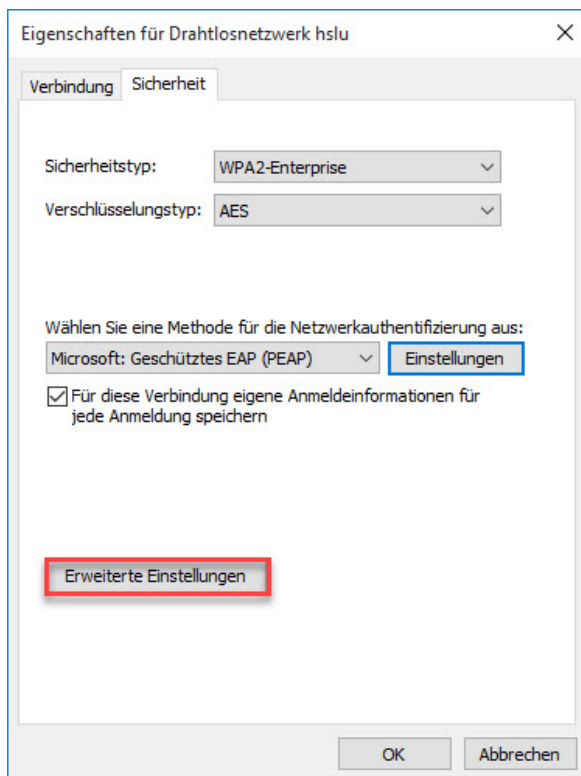 Eigenschaften für Drahtlosnetzwerk hslu
Verbindung Sicherheit
Sicherheitstyp: WPA2-Enterprise
Verschlüsselungstyp: AES
Wählen Sie eine Methode für die Netzwerkauthentifizierung aus:
Microsoft: Geschütztes EAP (PEAP) Einstellungen
Für diese Verbindung eigene Anmeldeinformationen für
jede Anmeldung speichern
Erweiterte Einstellungen
OK Abbrechen